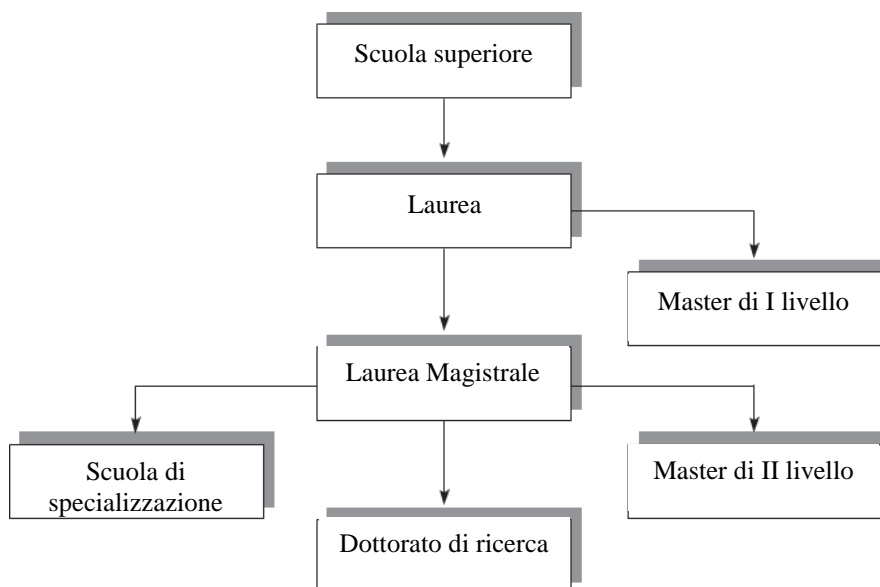 Scuola superiore
Laurea
Master di I livello
Laurea Magistrale
Scuola di
specializzazione
Master di II livello
Dottorato di ricerca